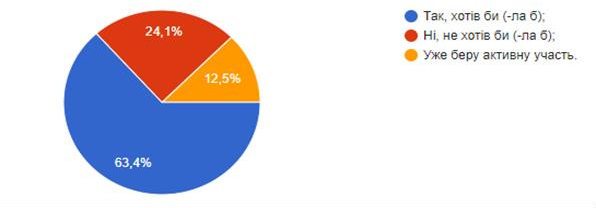 24,1%
12,5%
63,4%
Так, хотів би (-ла б);
Ні, не хотів би (-ла б);
Уже беру активну участь.